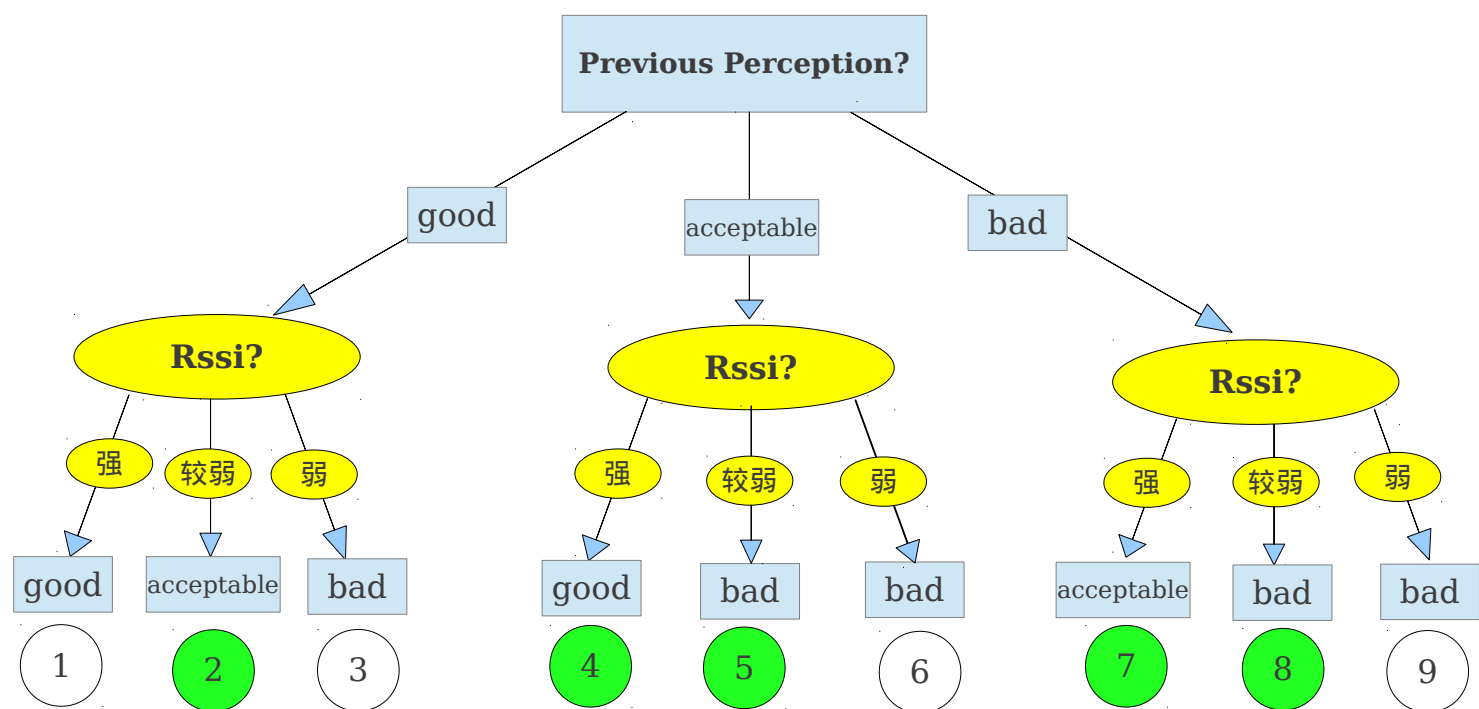 Previous Perception?
good
acceptable
bad
Rssi?
Rssi?
Rssi?
强
较弱
弱
强
较弱
弱
强
较弱
弱
good
acceptable
bad
good
bad
bad
acceptable
bad
bad
1
2
3
4
5
6
7
8
9